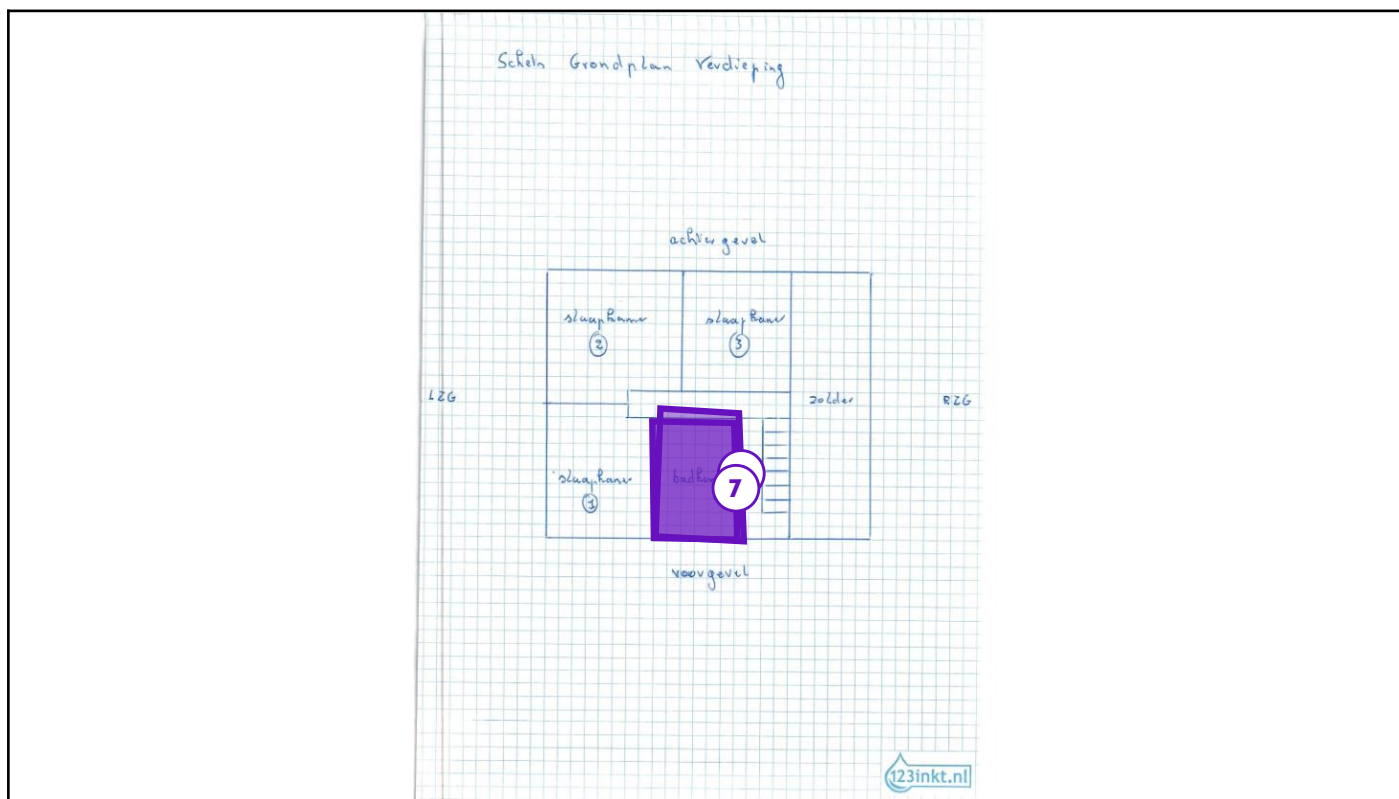 Schets Grondplan Verdieping
achtergevel
slaapkamer
2
slaapkamer
3
LZG
zolder
RZG
slaapkamer
1
7
voorgevel
123inkt.nl